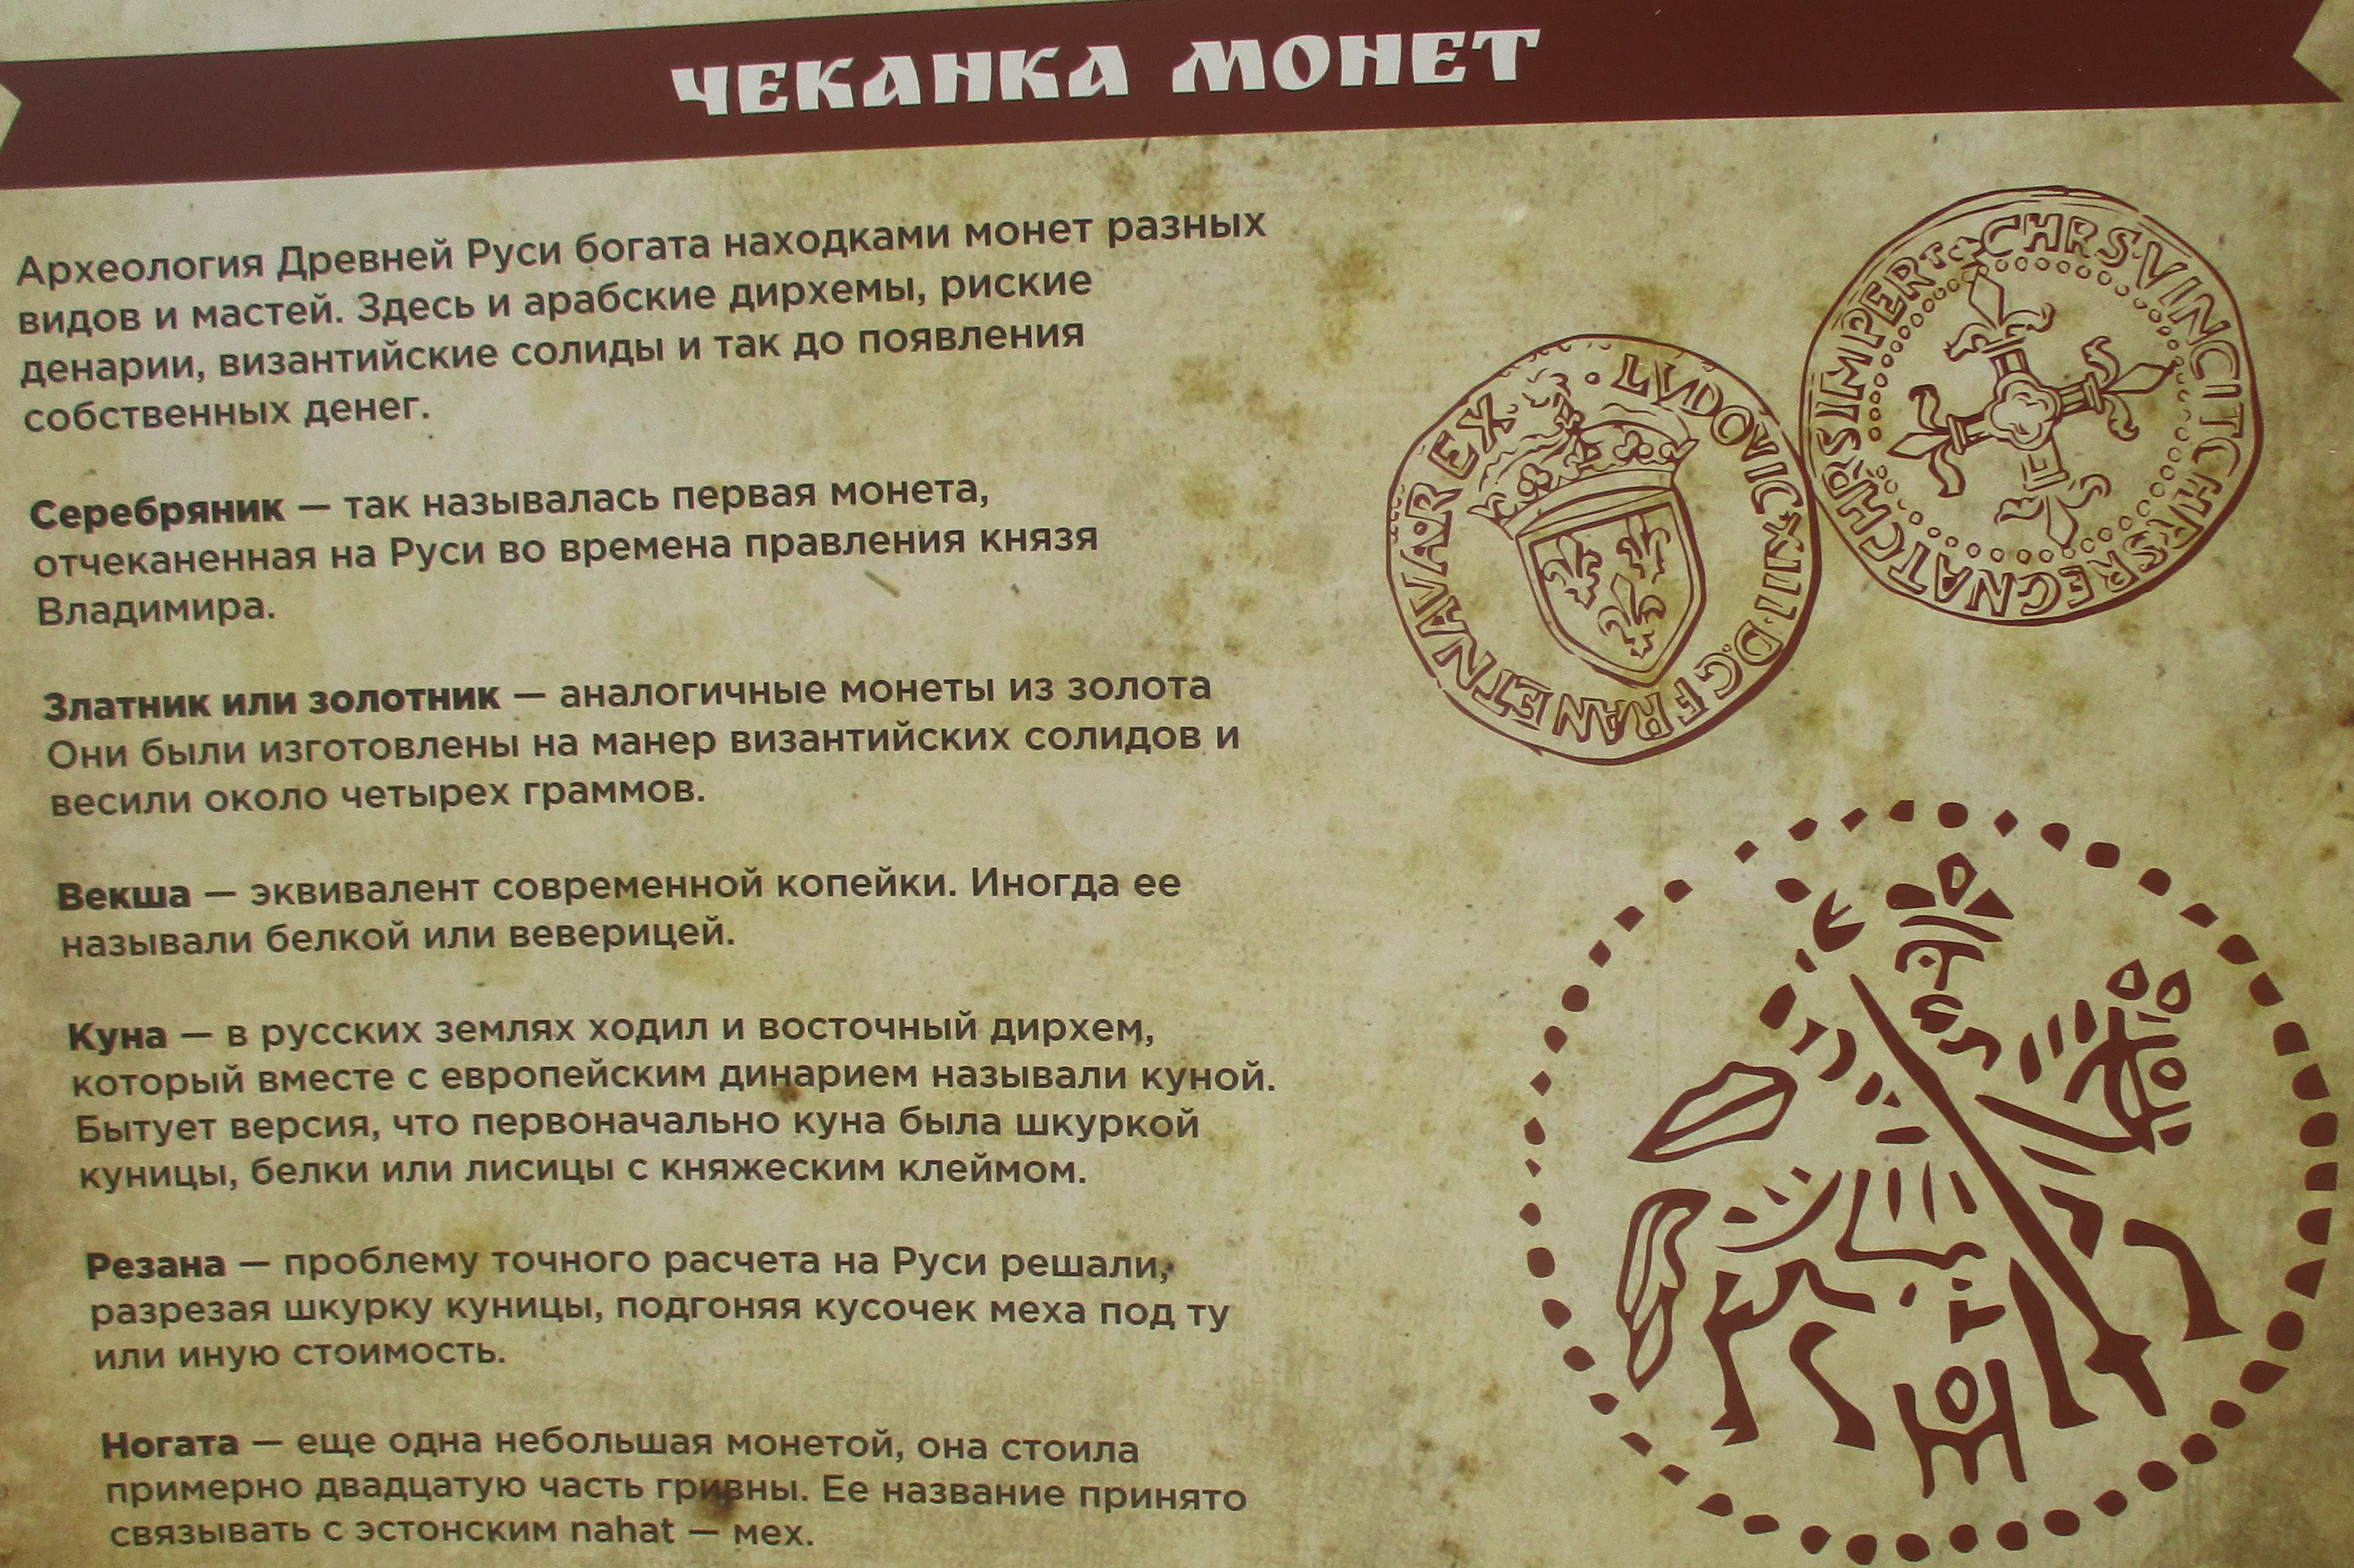 ЧЕКАНКА МОНЕТ
Археология Древней Руси богата находками монет разных
видов и мастей. Здесь и арабские дирхемы, риские
денарии, византийские солиды и так до появления
собственных денег.
Серебряник — так называлась первая монета,
отчеканенная на Руси во времена правления князя
Владимира.
Златник или золотник — аналогичные монеты из золота
Они были изготовлены на манер византийских солидов и
весили около четырех граммов.
Векша — эквивалент современной копейки. Иногда ее
называли белкой или веверицей.
Куна — в русских землях ходил и восточный дирхем,
который вместе с европейским динарием называли куной.
Бытует версия, что первоначально куна была шкуркой
куницы, белки или лисицы с княжеским клеймом.
Резана — проблему точного расчета на Руси решали,
разрезая шкурку куницы, подгоняя кусочек меха под ту
или иную стоимость.
Ногата — еще одна небольшая монетой, она стоила
примерно двадцатую часть гривны. Ее название принято
связывать с эстонским nahat — мех.
LVDOVIC XIII D G FRAN ET NAVA REX
CHRS VINCIT CHRS REGNAT CHRS IMPER